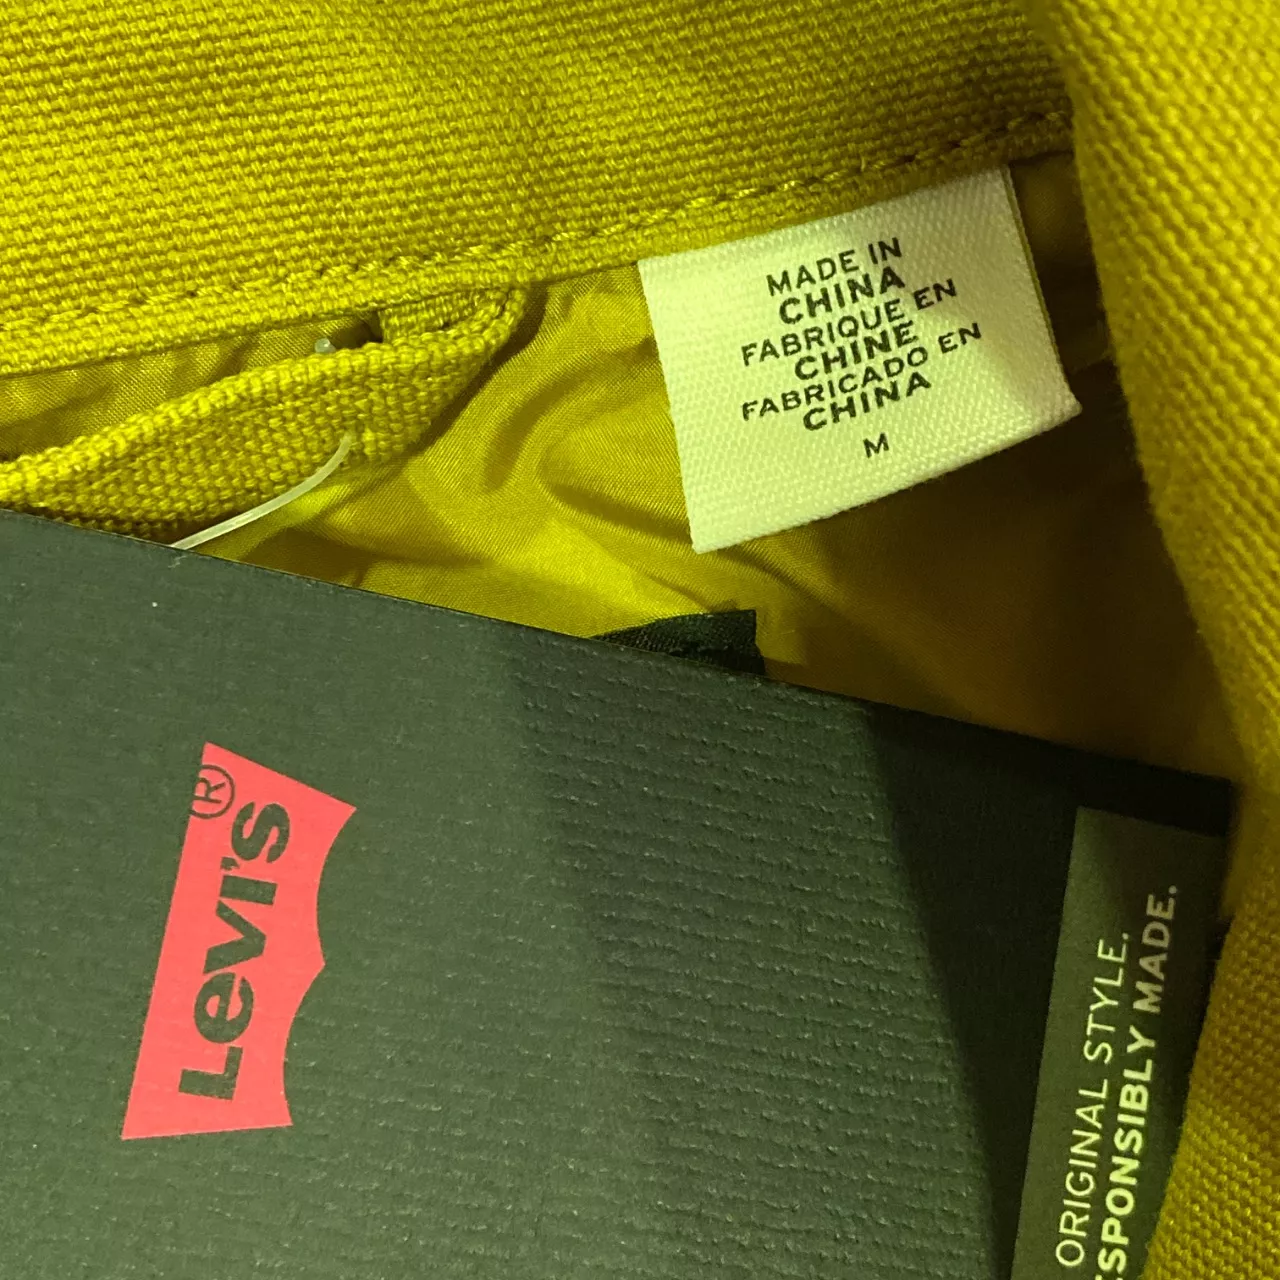 MADE IN
CHINA
FABRIQUE EN
CHINE
FABRICADO EN
CHINA
M
Levi's®
ORIGINAL STYLE.
SPONSIBLY MADE.